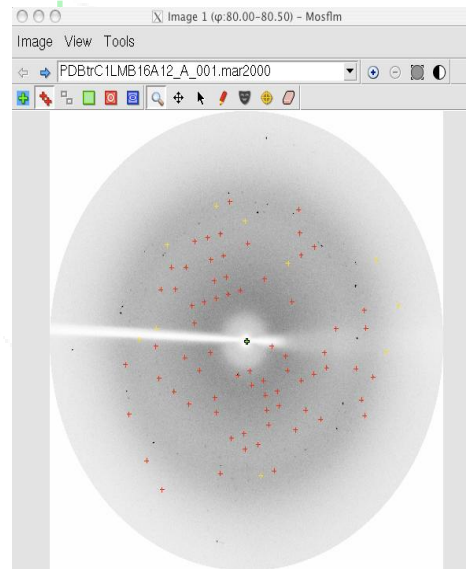 Image 1 (φ:80.00-80.50) - Mosflm
Image View Tools
PDBtrC1LMB16A12_A_001.mar2000